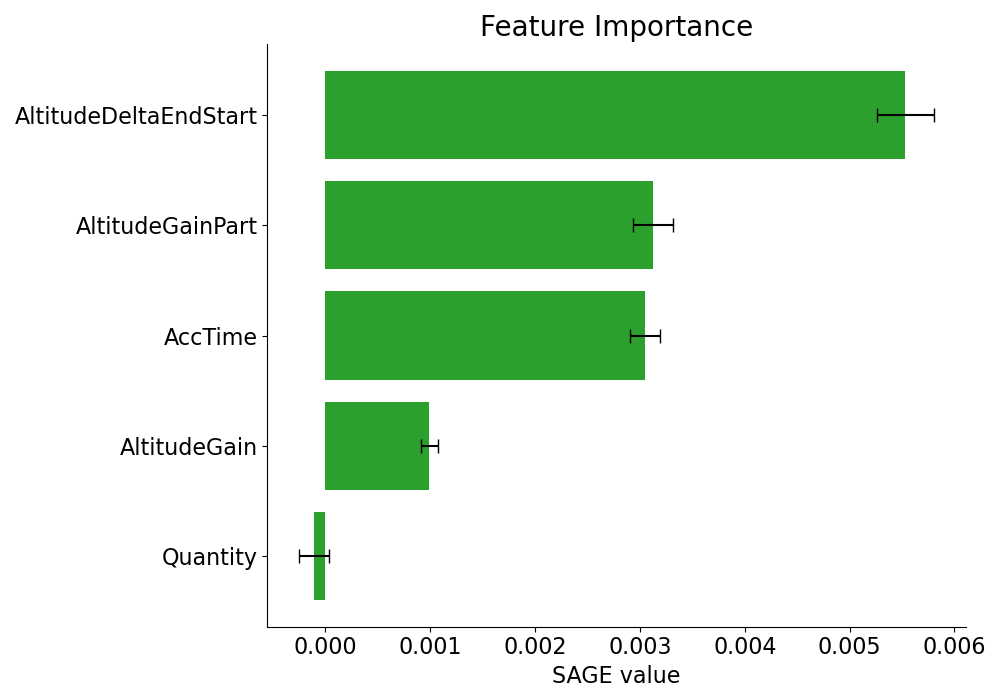 Feature Importance
AltitudeDeltaEndStart
AltitudeGainPart
AccTime
AltitudeGain
Quantity
0.000 0.001 0.002 0.003 0.004 0.005 0.006
SAGE value